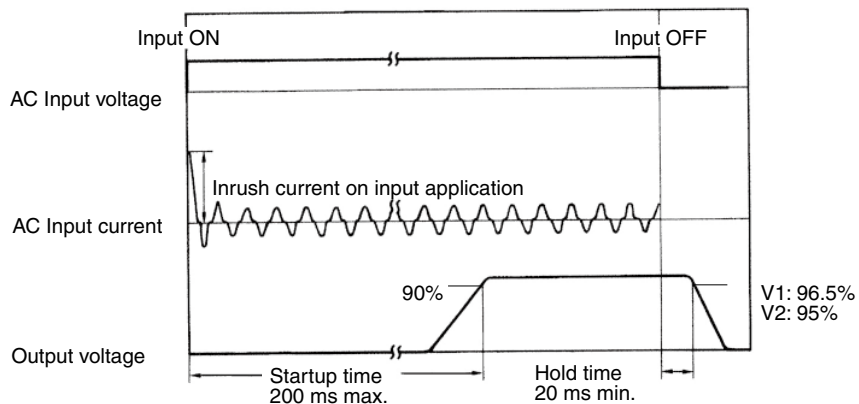 Input ON
Input OFF
AC Input voltage
Inrush current on input application
AC Input current
90%
V1: 96.5%
V2: 95%
Output voltage
Startup time
200 ms max.
Hold time
20 ms min.